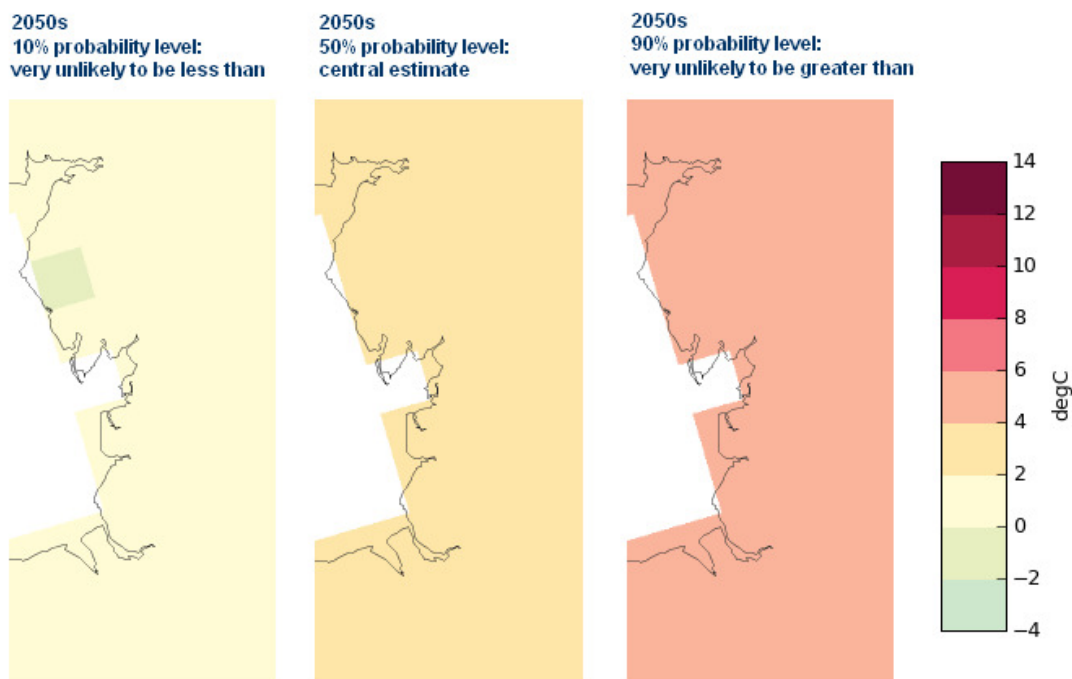 2050s
10% probability level:
very unlikely to be less than
2050s
50% probability level:
central estimate
2050s
90% probability level:
very unlikely to be greater than
14
12
10
8
6
4
2
0
−2
−4
degC